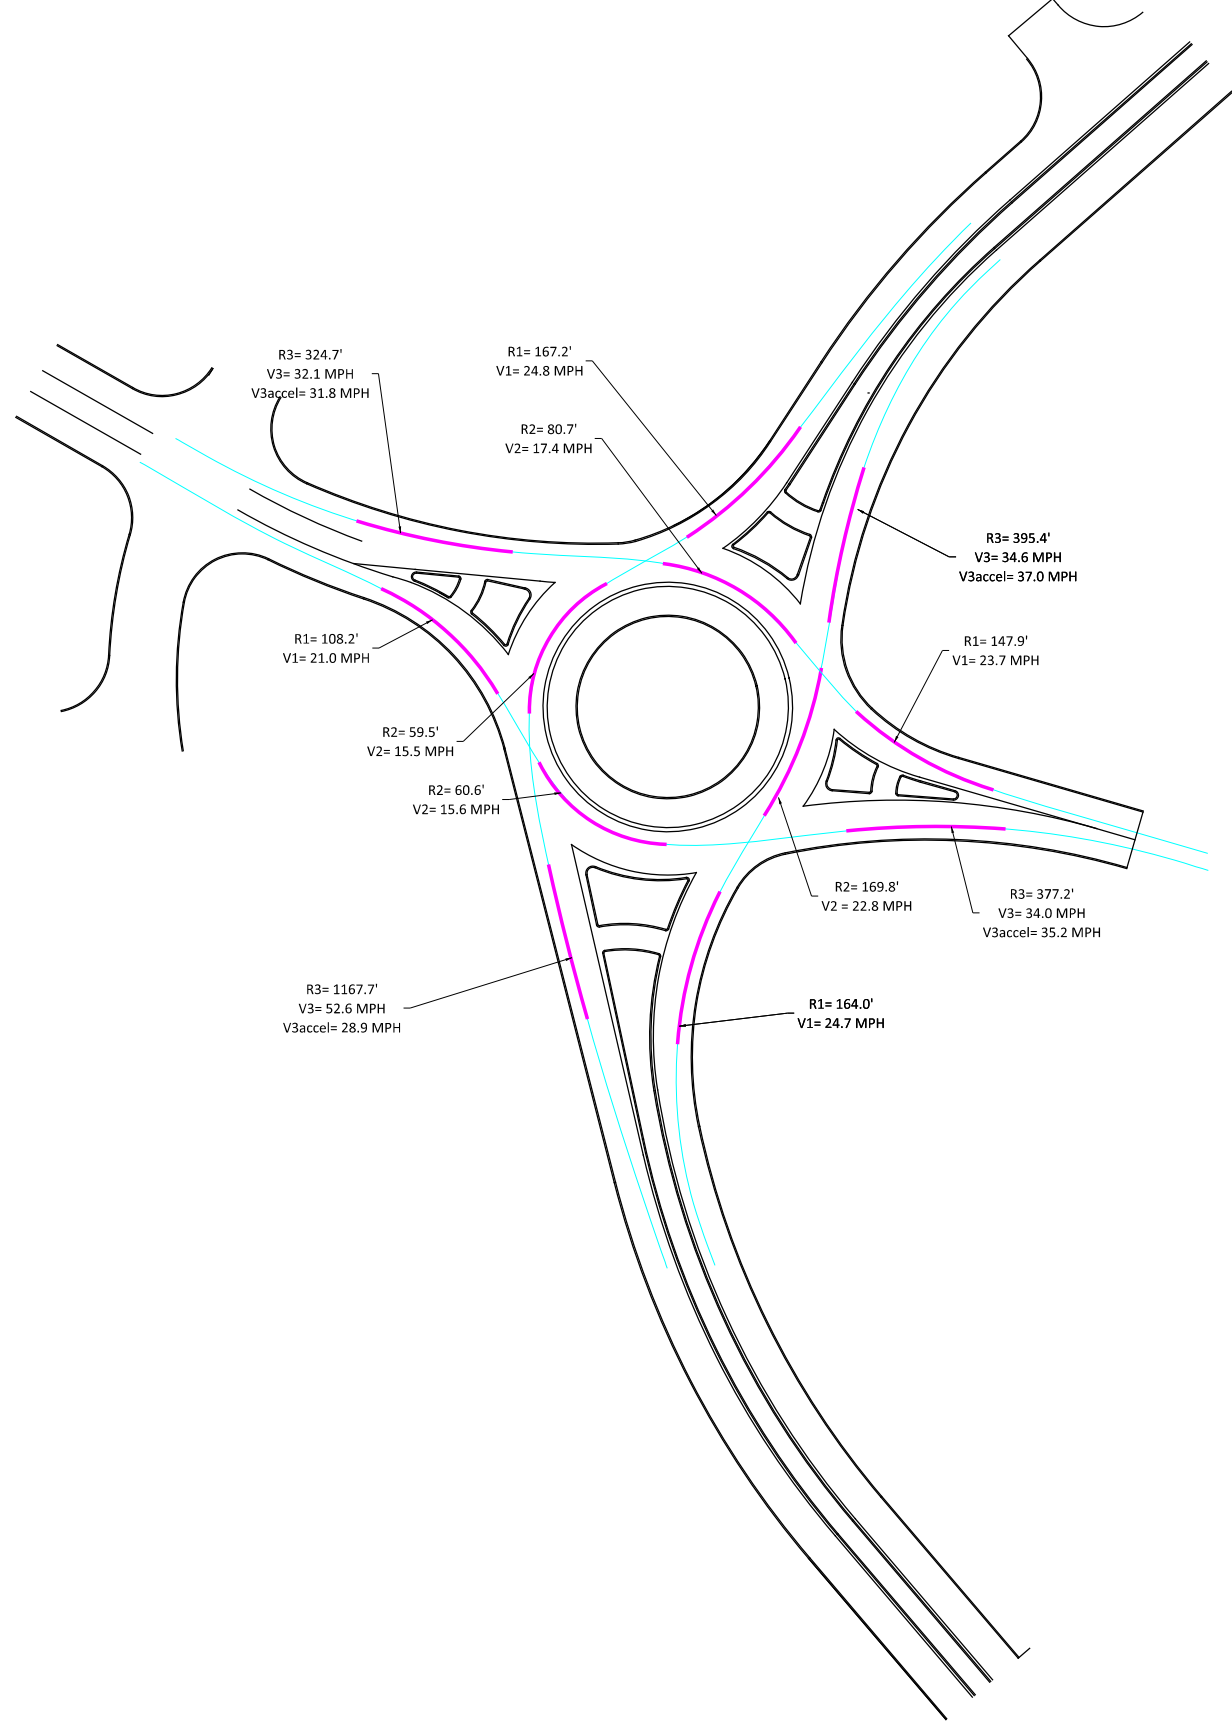 R3= 324.7'
V3= 32.1 MPH
V3accel= 31.8 MPH
R1= 167.2'
V1= 24.8 MPH
R2= 80.7'
V2= 17.4 MPH
R3= 395.4'
V3= 34.6 MPH
V3accel= 37.0 MPH
R1= 108.2'
V1= 21.0 MPH
R1= 147.9'
V1= 23.7 MPH
R2= 59.5'
V2= 15.5 MPH
R2= 60.6'
V2= 15.6 MPH
R2= 169.8'
V2 = 22.8 MPH
R3= 377.2'
V3= 34.0 MPH
V3accel= 35.2 MPH
R3= 1167.7'
V3= 52.6 MPH
V3accel= 28.9 MPH
R1= 164.0'
V1= 24.7 MPH